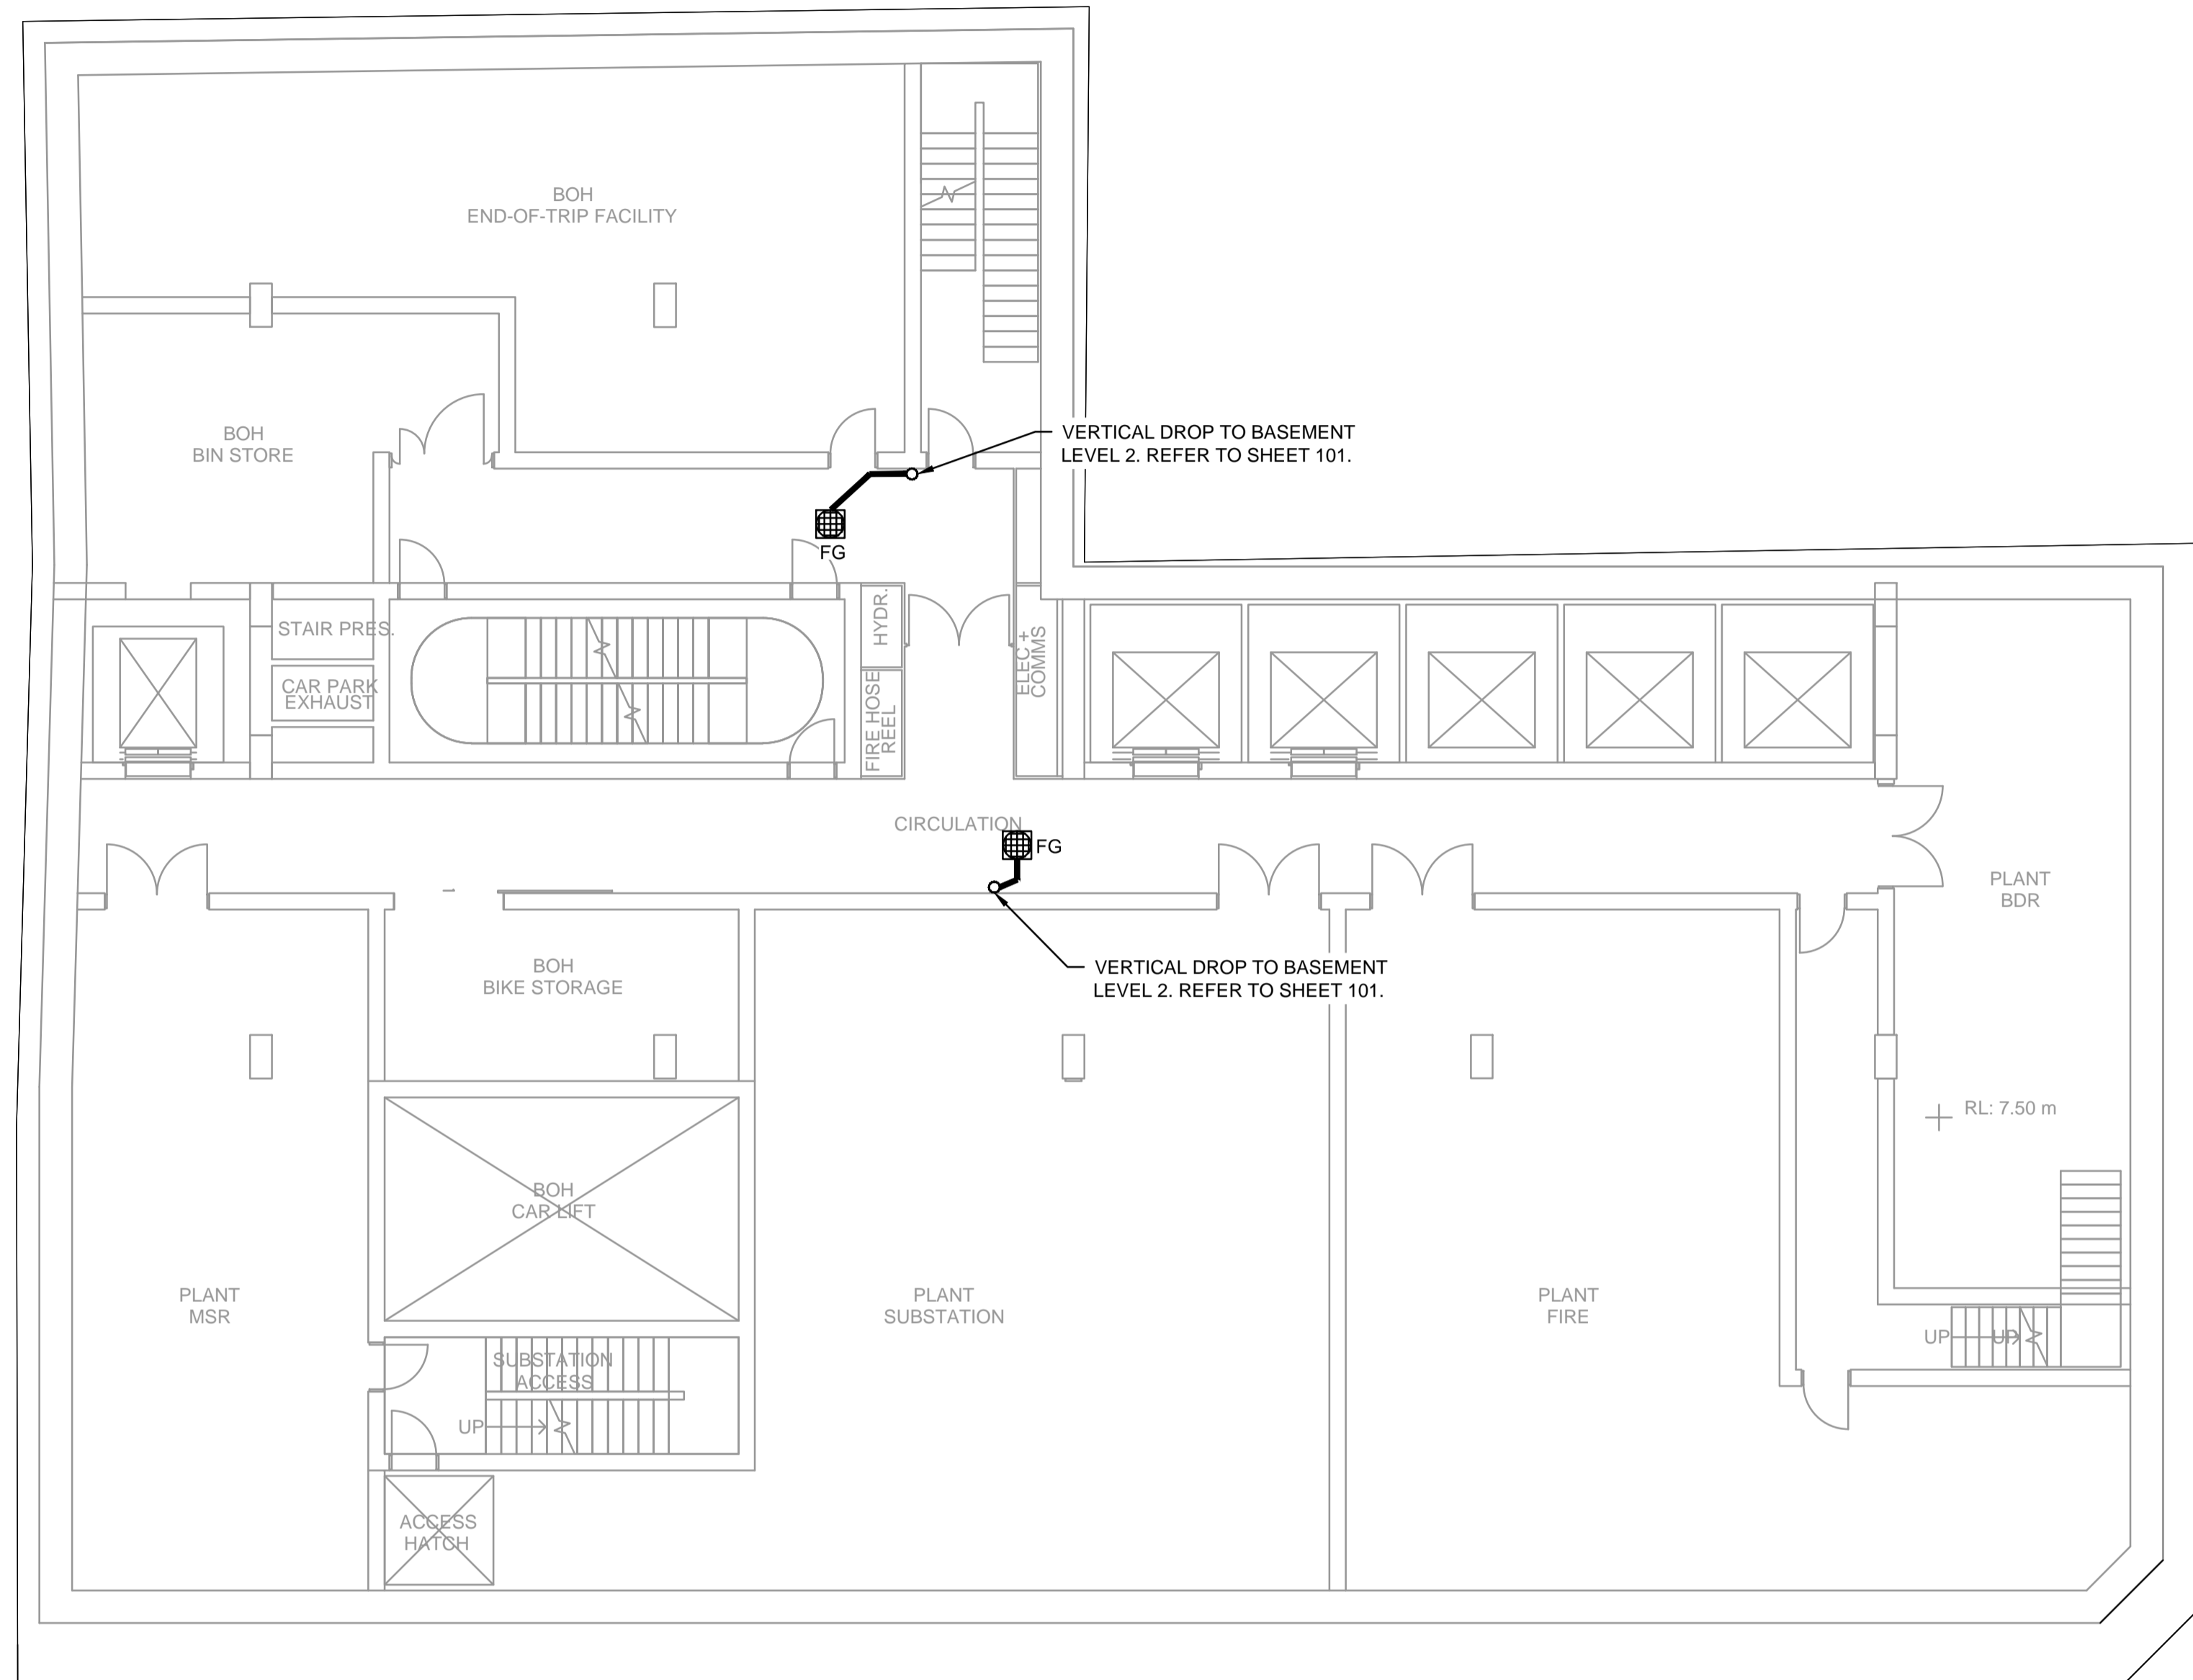 BOH
END-OF-TRIP FACILITY
BOH
BIN STORE
VERTICAL DROP TO BASEMENT
LEVEL 2. REFER TO SHEET 101.
FG
STAIR PRES.
CAR PARK
EXHAUST
HYDR.
FIRE HOSE
REEL
ELEC +
COMMS
CIRCULATION
FG
PLANT
BDR
BOH
BIKE STORAGE
VERTICAL DROP TO BASEMENT
LEVEL 2. REFER TO SHEET 101.
RL: 7.50 m
BOH
CAR LIFT
PLANT
MSR
PLANT
SUBSTATION
PLANT
FIRE
UP
UP
SUBSTATION
ACCESS
UP
ACCESS
HATCH